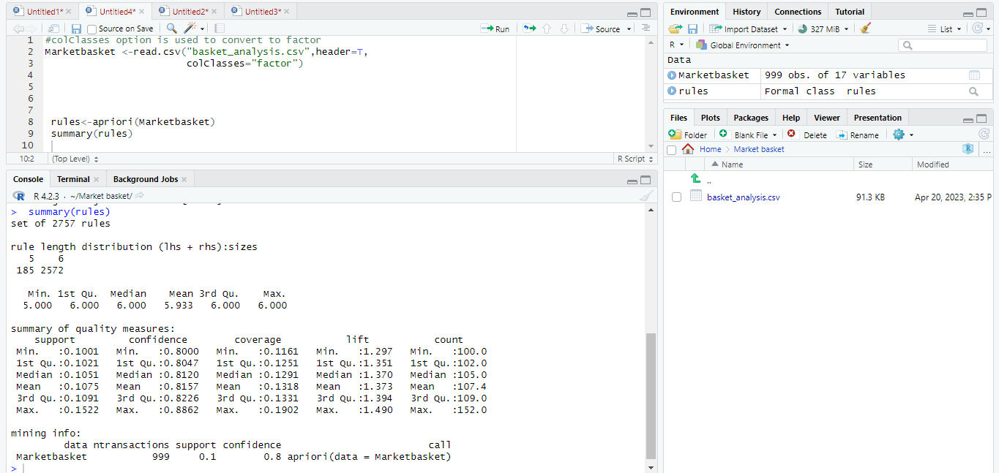 Untitled1* × Untitled4* × Untitled2* × Untitled3* ×
Source on Save Run Source
1 #colClasses option is used to convert to factor
2 Marketbasket <-read.csv("basket_analysis.csv",header=T,
3 colClasses="factor")
4
5
6
7
8 rules<-apriori(Marketbasket)
9 summary(rules)
10
10:2 (Top Level) R Script
Console Terminal × Background Jobs ×
R R 4.2.3 · ~/Market basket/
> summary(rules)
set of 2757 rules
rule length distribution (lhs + rhs):sizes
5 6
185 2572
Min. 1st Qu. Median Mean 3rd Qu. Max.
5.000 6.000 6.000 5.933 6.000 6.000
summary of quality measures:
support confidence coverage lift count
Min. :0.1001 Min. :0.8000 Min. :0.1161 Min. :1.297 Min. :100.0
1st Qu.:0.1021 1st Qu.:0.8047 1st Qu.:0.1251 1st Qu.:1.351 1st Qu.:102.0
Median :0.1051 Median :0.8120 Median :0.1291 Median :1.370 Median :105.0
Mean :0.1075 Mean :0.8157 Mean :0.1318 Mean :1.373 Mean :107.4
3rd Qu.:0.1091 3rd Qu.:0.8226 3rd Qu.:0.1331 3rd Qu.:1.394 3rd Qu.:109.0
Max. :0.1522 Max. :0.8862 Max. :0.1902 Max. :1.490 Max. :152.0
mining info:
data ntransactions support confidence call
Marketbasket 999 0.1 0.8 apriori(data = Marketbasket)
>
Environment History Connections Tutorial
Import Dataset 327 MiB List
R Global Environment
Data
Marketbasket 999 obs. of 17 variables
rules Formal class rules
Files Plots Packages Help Viewer Presentation
Folder Blank File Delete Rename
Home Market basket R ...
Name Size Modified
..
basket_analysis.csv 91.3 KB Apr 20, 2023, 2:35 P